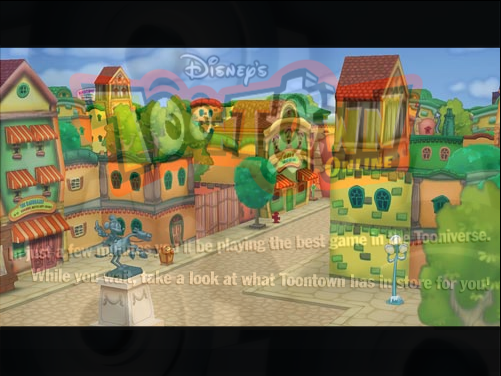 Disney's
ONLINE
In just a few minutes you'll be playing the best game in the Tooniverse.
While you wait, take a look at what Toontown has in store for you!